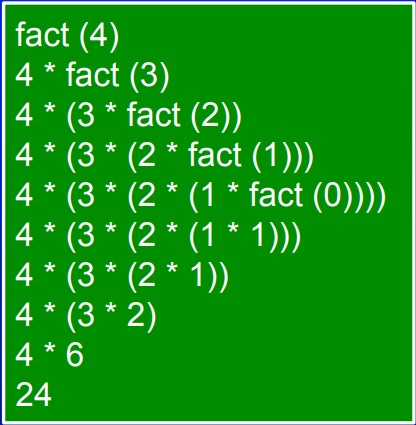 fact (4)
4 * fact (3)
4 * (3 * fact (2))
4 * (3 * (2 * fact (1)))
4 * (3 * (2 * (1 * fact (0))))
4 * (3 * (2 * (1 * 1)))
4 * (3 * (2 * 1))
4 * (3 * 2)
4 * 6
24